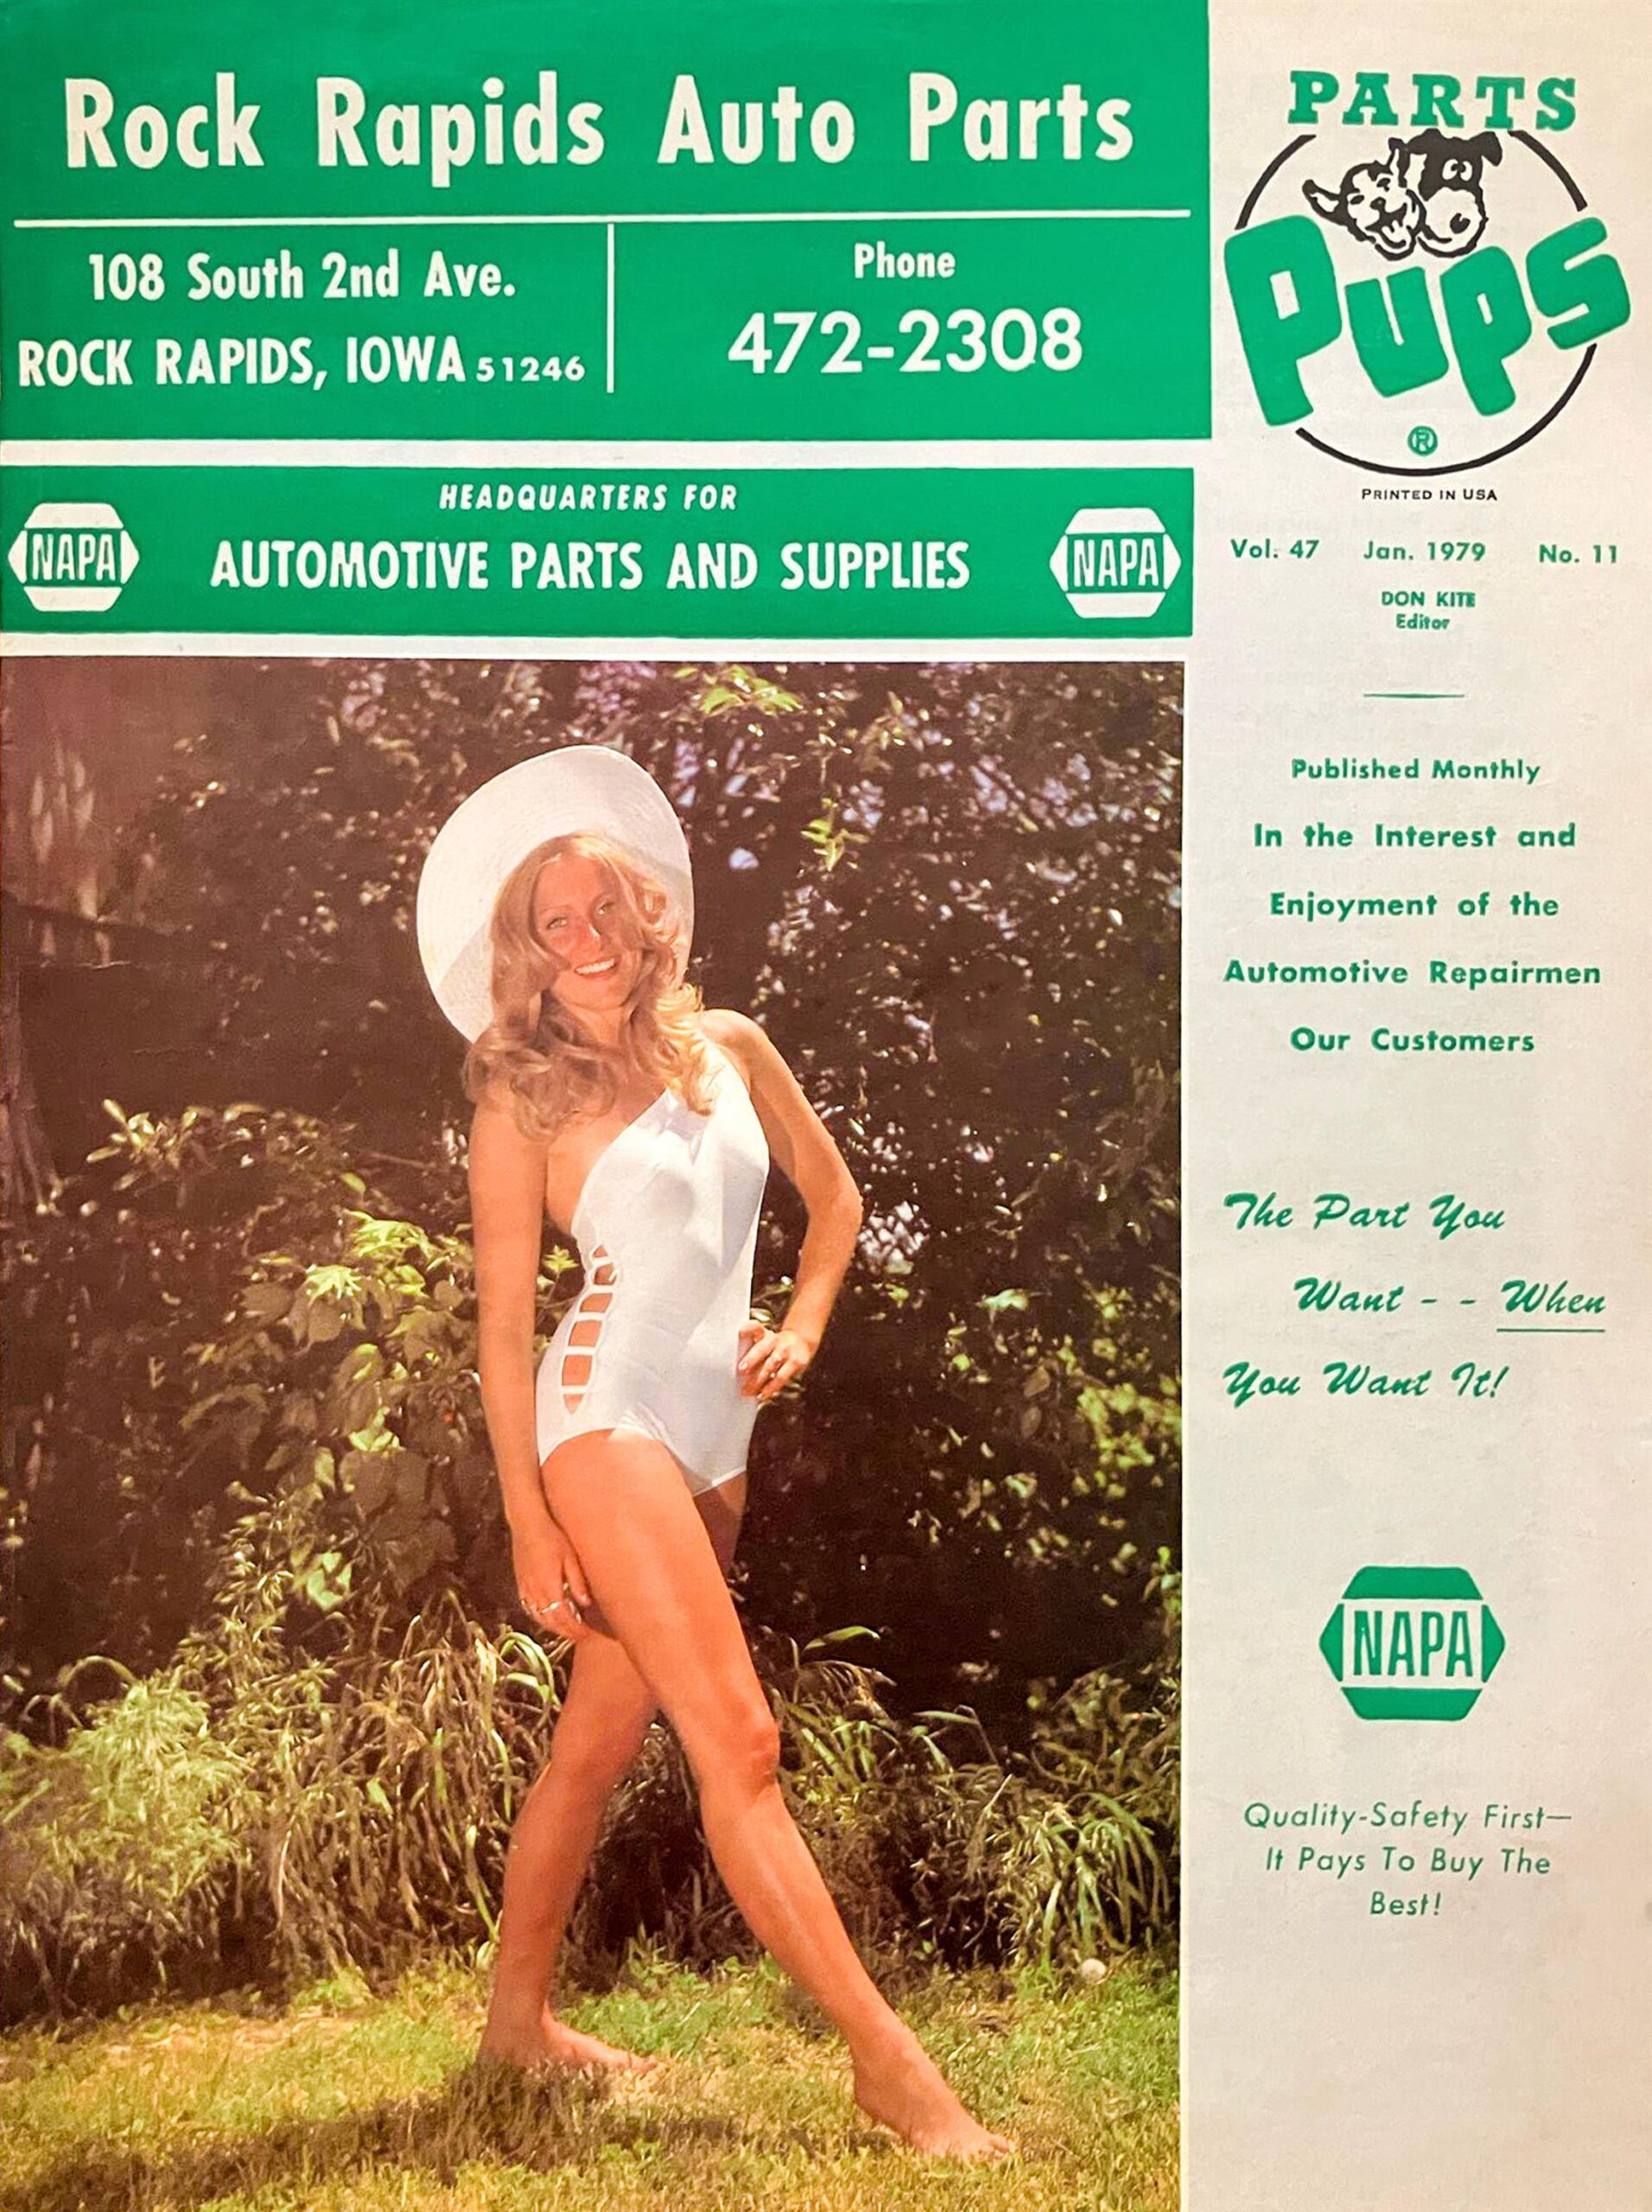 Rock Rapids Auto Parts
108 South 2nd Ave.
ROCK RAPIDS, IOWA 51246
Phone
472-2308
HEADQUARTERS FOR
NAPA
AUTOMOTIVE PARTS AND SUPPLIES
NAPA
PARTS
Pups
®
PRINTED IN USA
Vol. 47 Jan. 1979 No. 11
DON KITE
Editor
Published Monthly
In the Interest and
Enjoyment of the
Automotive Repairmen
Our Customers
The Part You
Want - - When
You Want It!
NAPA
Quality-Safety First—
It Pays To Buy The
Best!